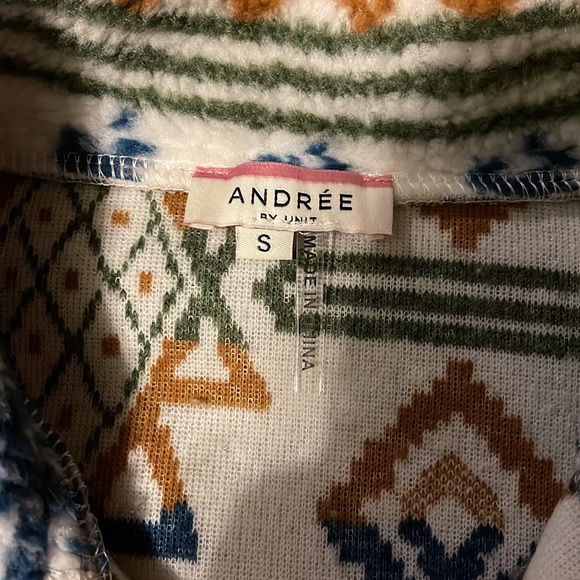 ANDRÉE
BY UNIT
S
MADE IN CHINA